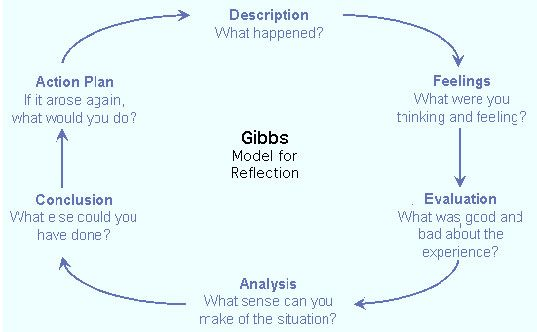 Description
What happened?
Feelings
What were you
thinking and feeling?
Evaluation
What was good and
bad about the
experience?
Analysis
What sense can you
make of the situation?
Conclusion
What else could you
have done?
Action Plan
If it arose again,
what would you do?
Gibbs
Model for
Reflection